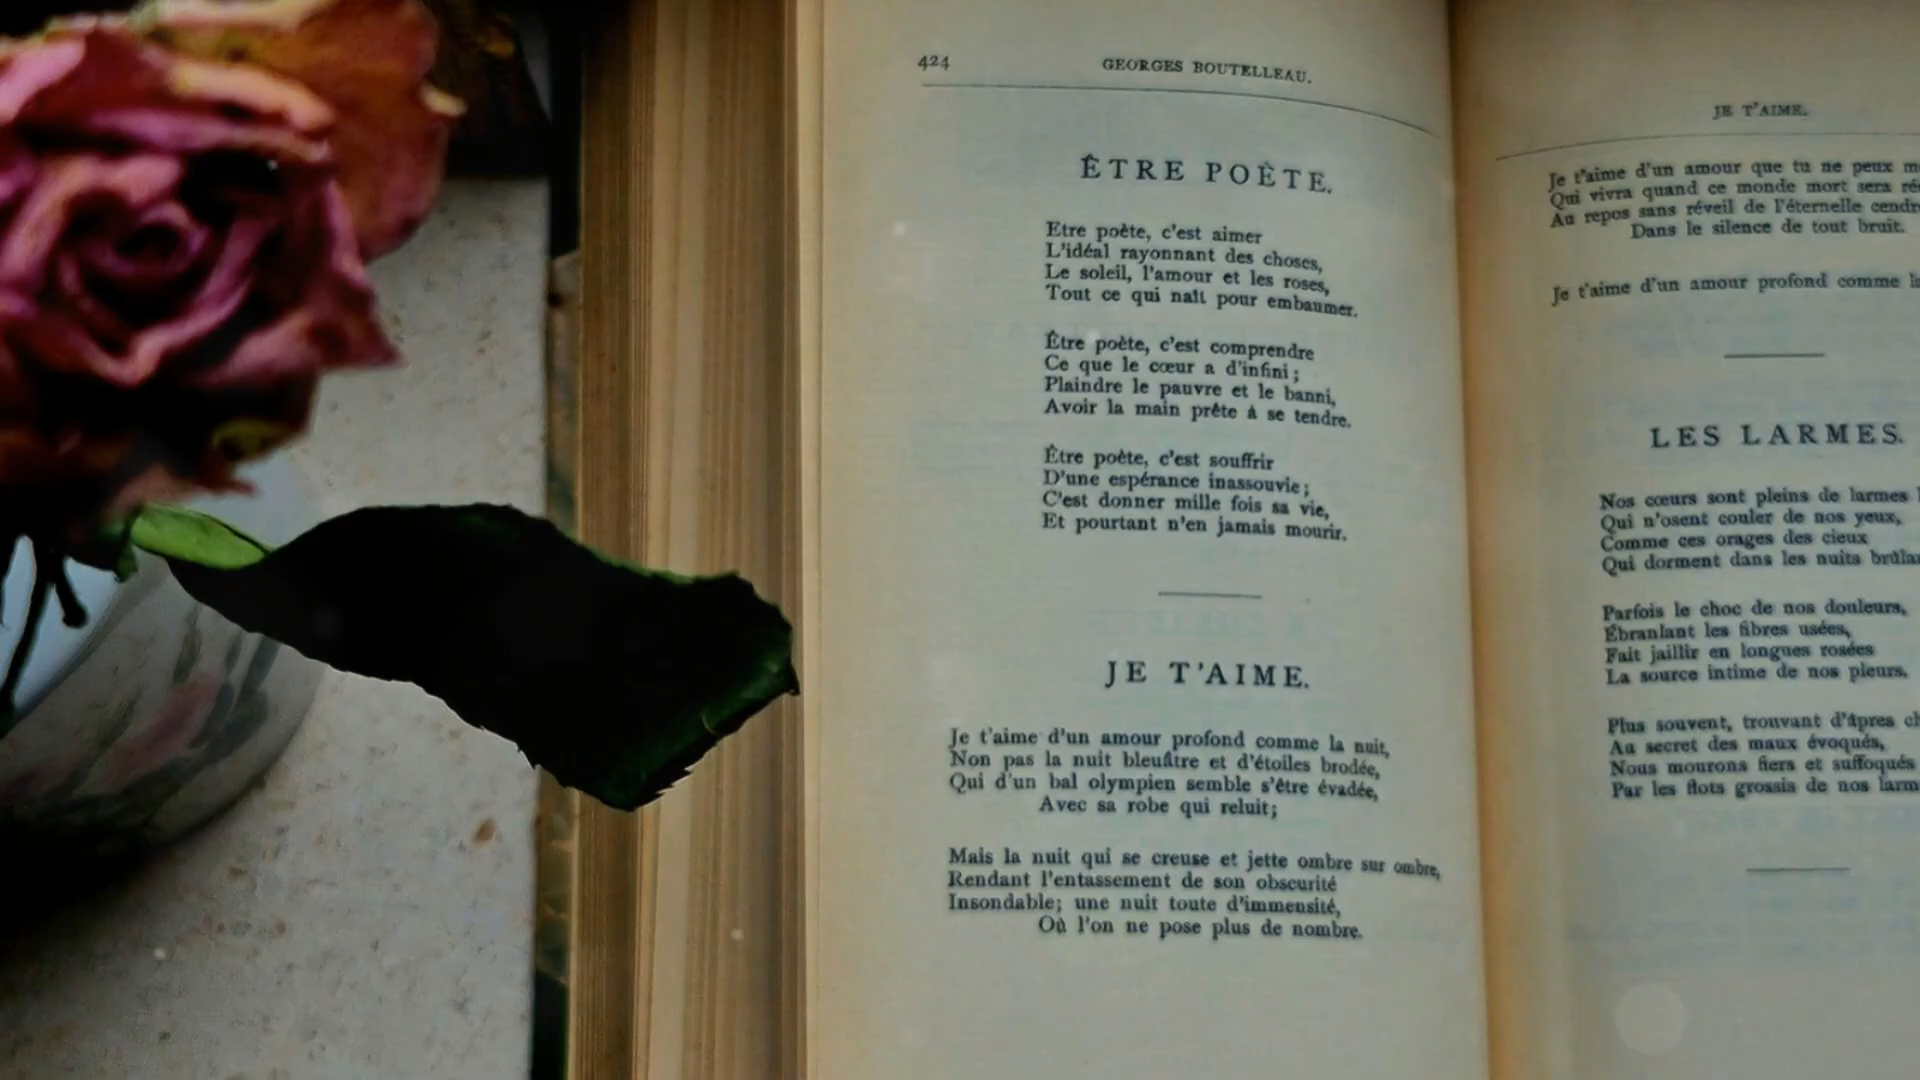 424
GEORGES BOUTELLEAU.
ÊTRE POÈTE.
Etre poète, c'est aimer
L'idéal rayonnant des choses,
Le soleil, l'amour et les roses,
Tout ce qui naît pour embaumer.
Être poète, c'est comprendre
Ce que le cœur a d'infini ;
Plaindre le pauvre et le banni,
Avoir la main prête à se tendre.
Être poète, c'est souffrir
D'une espérance inassouvie ;
C'est donner mille fois sa vie,
Et pourtant n'en jamais mourir.
JE T'AIME.
Je t'aime d'un amour profond comme la nuit,
Non pas la nuit bleuâtre et d'étoiles brodée,
Qui d'un bal olympien semble s'être évadée,
Avec sa robe qui reluit ;
Mais la nuit qui se creuse et jette ombre sur ombre,
Rendant l'entassement de son obscurité
Insondable ; une nuit toute d'immensité,
Où l'on ne pose plus de nombre.
JE T'AIME.
Je t'aime d'un amour que tu ne peux
Qui vivra quand ce monde mort sera
Au repos sans réveil de l'éternelle
Dans le silence de tout bruit.
Je t'aime d'un amour profond comme
LES LARMES.
Nos cœurs sont pleins de larmes
Qui n'osent couler de nos yeux,
Comme ces orages des cieux
Qui dorment dans les nuits
Parfois le choc de nos douleurs,
Ébranlant les fibres usées,
Fait jaillir en longues rosées
La source intime de nos pleurs.
Plus souvent, trouvant d'âpres
Au secret des maux évoqués,
Nous mourons fiers et suffoqués
Par les flots grossis de nos